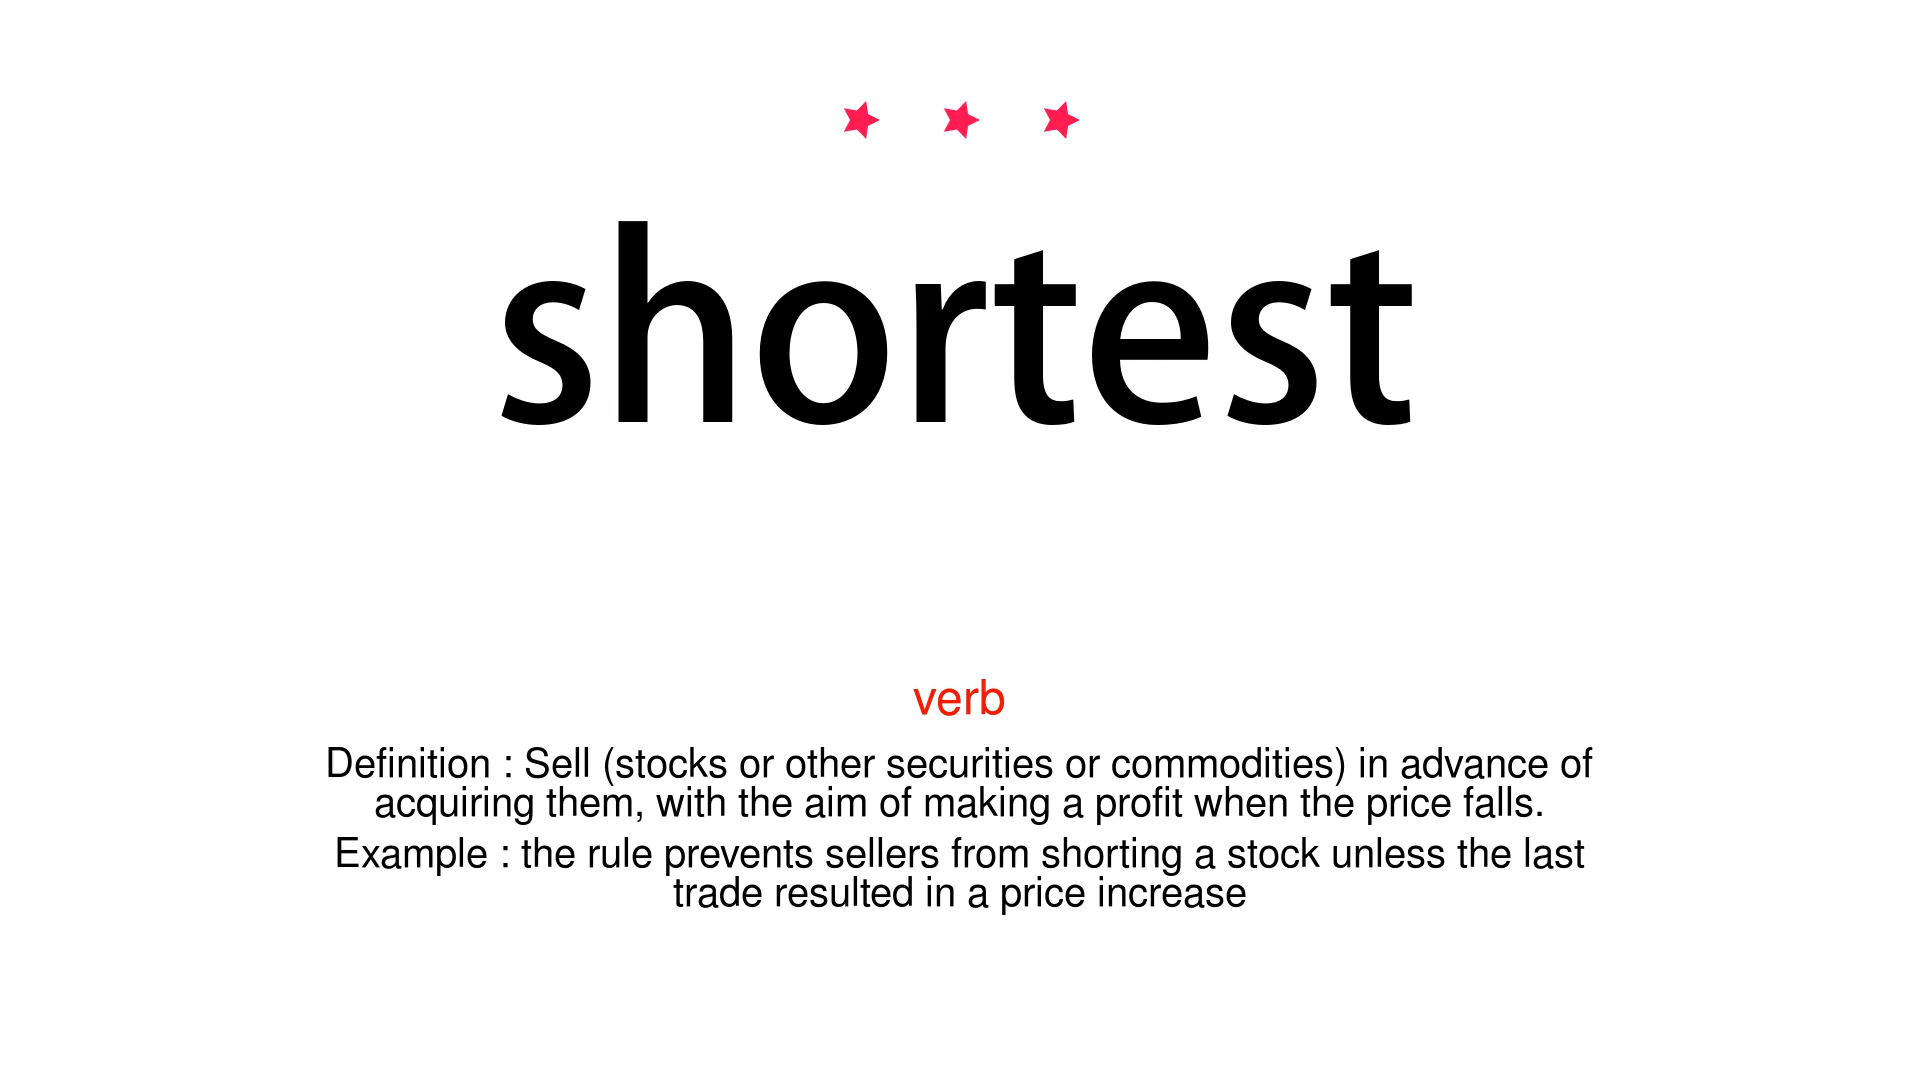 shortest
verb
Definition : Sell (stocks or other securities or commodities) in advance of
acquiring them, with the aim of making a profit when the price falls.
Example : the rule prevents sellers from shorting a stock unless the last
trade resulted in a price increase